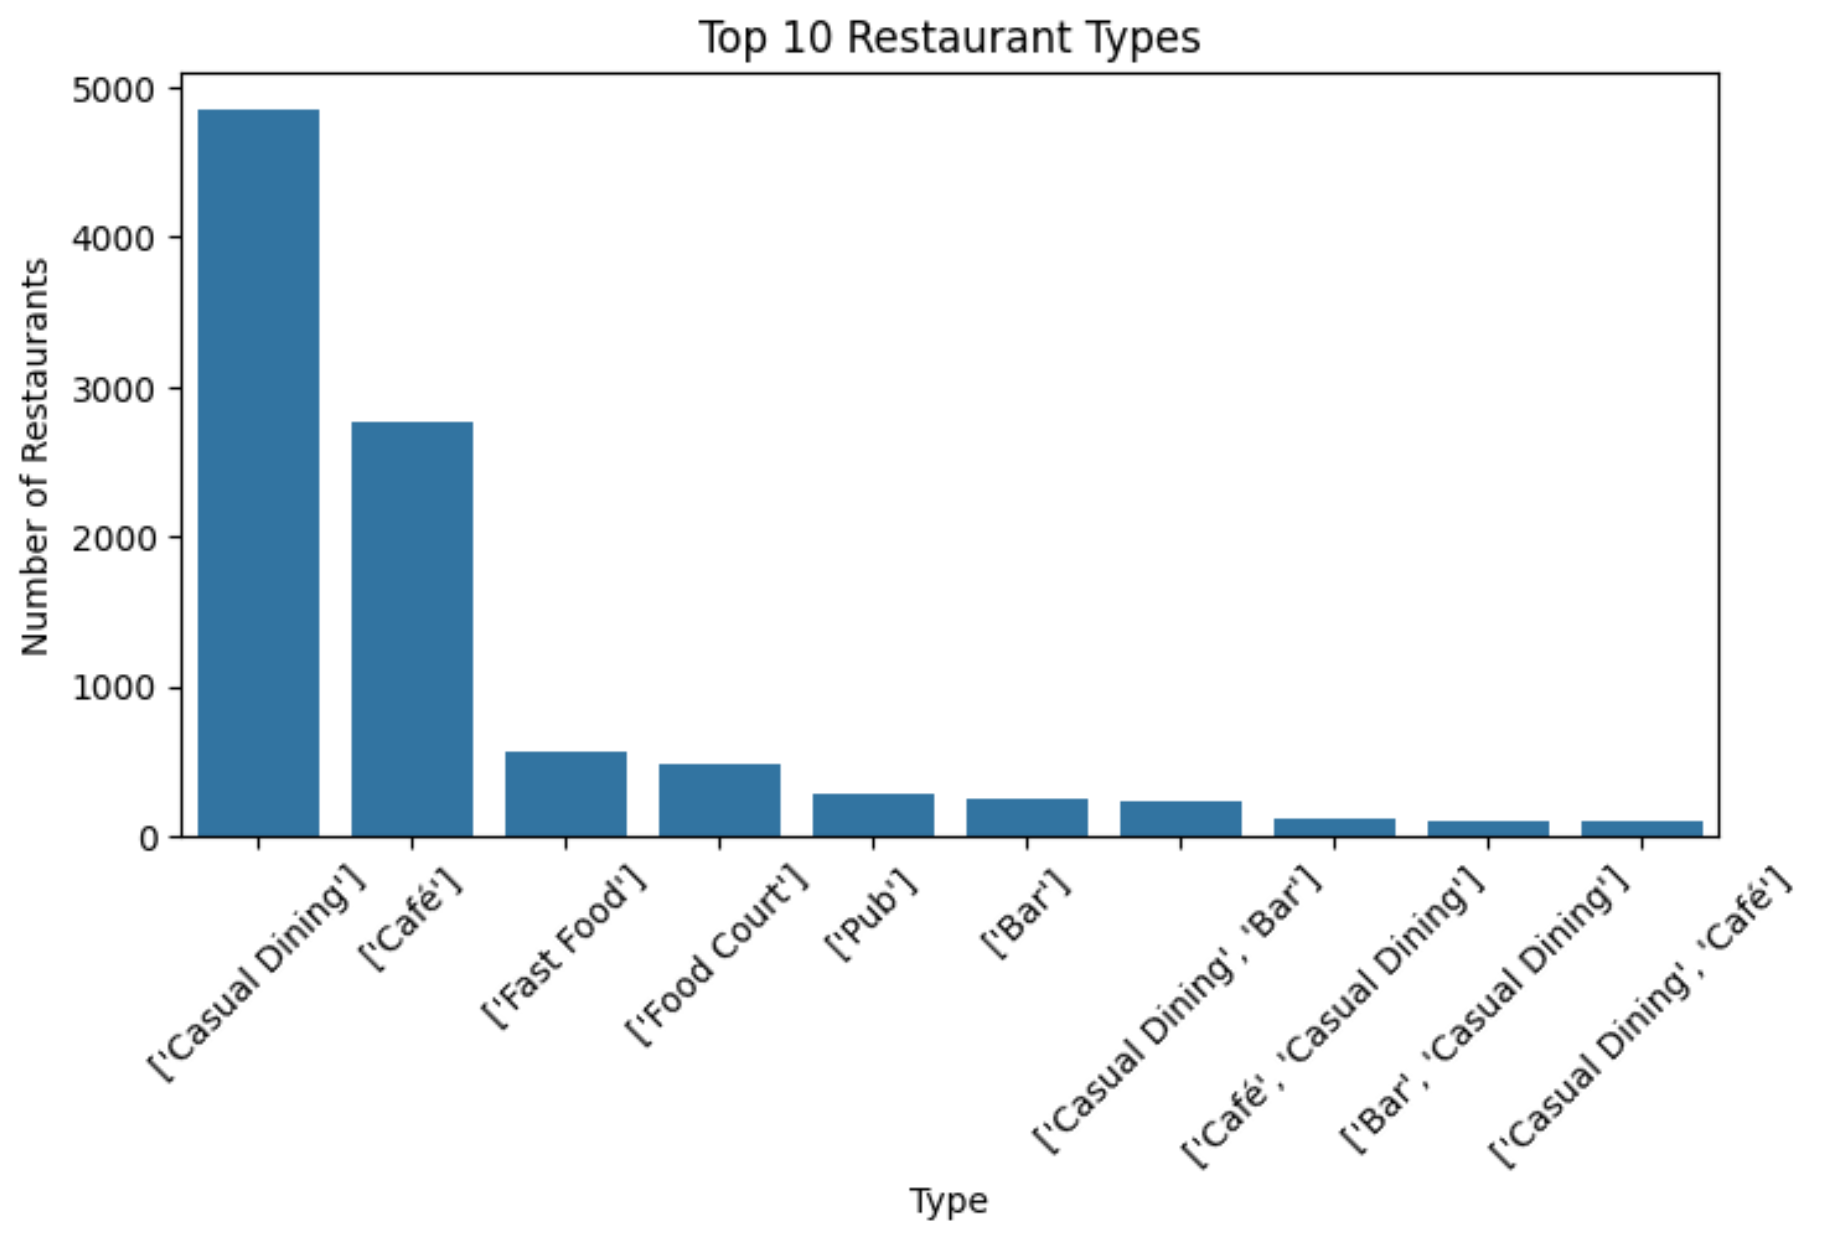 Top 10 Restaurant Types
Number of Restaurants
5000
4000
3000
2000
1000
0
['Casual Dining']
['Café']
['Fast Food']
['Food Court']
['Pub']
['Bar']
['Casual Dining', 'Bar']
['Café', 'Casual Dining']
['Bar', 'Casual Dining']
['Casual Dining', 'Café']
Type